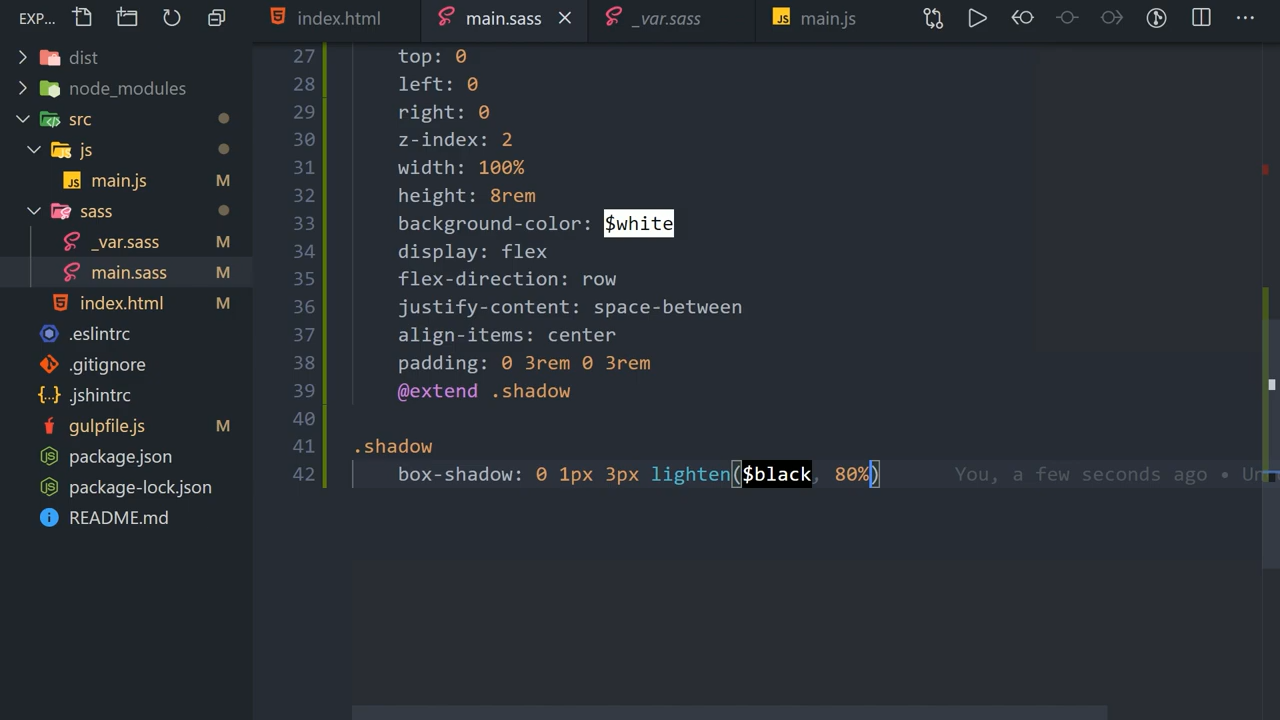 EXP...
index.html
main.sass
_var.sass
JS main.js
dist
node_modules
src
js
JS main.js M
sass
_var.sass M
main.sass M
index.html M
.eslintrc
.gitignore
.jshintrc
gulpfile.js M
package.json
package-lock.json
README.md
27 top: 0
28 left: 0
29 right: 0
30 z-index: 2
31 width: 100%
32 height: 8rem
33 background-color: $white
34 display: flex
35 flex-direction: row
36 justify-content: space-between
37 align-items: center
38 padding: 0 3rem 0 3rem
39 @extend .shadow
40
41 .shadow
42 box-shadow: 0 1px 3px lighten($black, 80%) You, a few seconds ago • Un